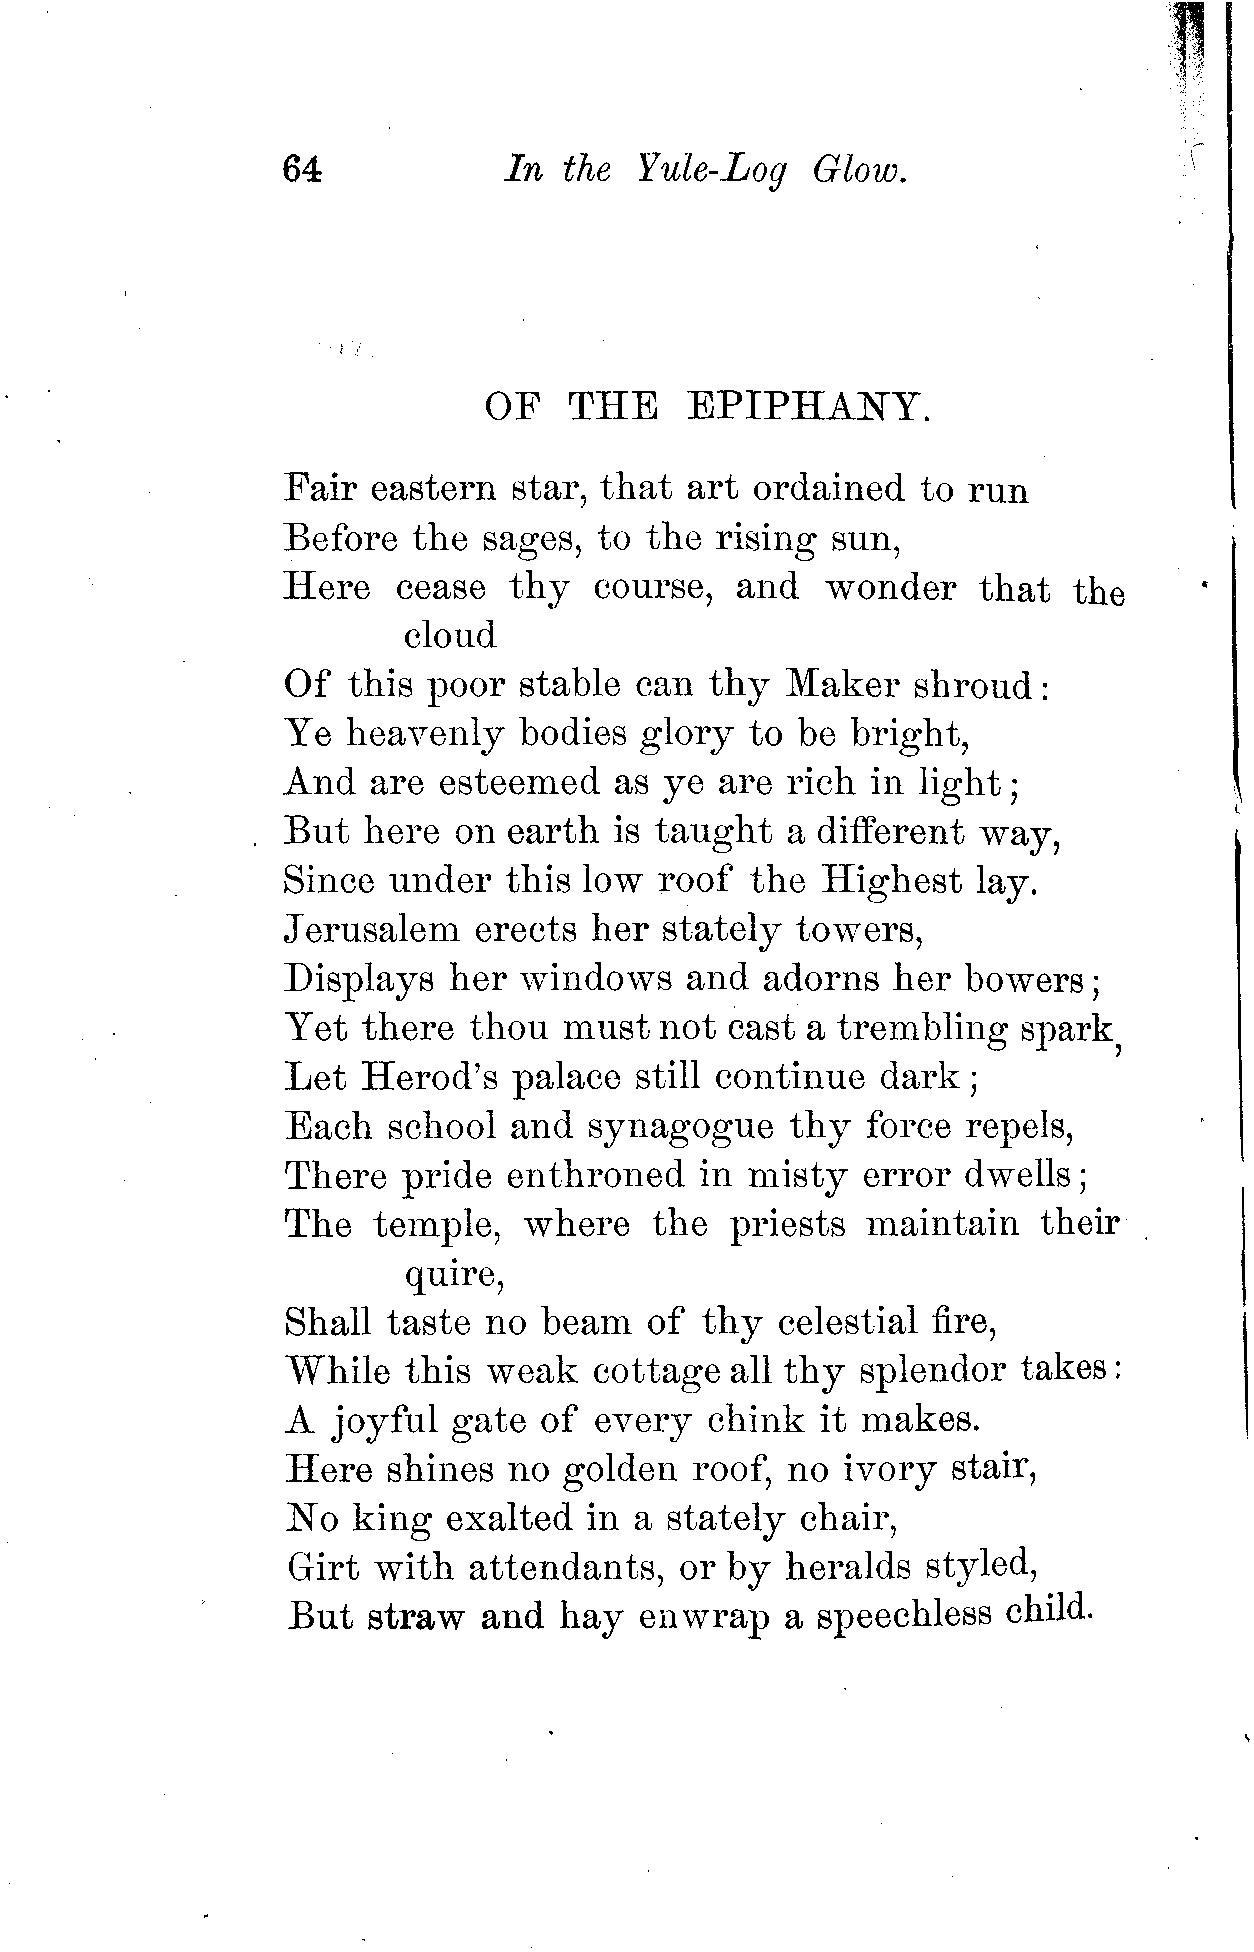 64 In the Yule-Log Glow.
OF THE EPIPHANY.
Fair eastern star, that art ordained to run
Before the sages, to the rising sun,
Here cease thy course, and wonder that the
cloud
Of this poor stable can thy Maker shroud:
Ye heavenly bodies glory to be bright,
And are esteemed as ye are rich in light;
But here on earth is taught a different way,
Since under this low roof the Highest lay.
Jerusalem erects her stately towers,
Displays her windows and adorns her bowers;
Yet there thou must not cast a trembling spark,
Let Herod's palace still continue dark;
Each school and synagogue thy force repels,
There pride enthroned in misty error dwells;
The temple, where the priests maintain their
quire,
Shall taste no beam of thy celestial fire,
While this weak cottage all thy splendor takes:
A joyful gate of every chink it makes.
Here shines no golden roof, no ivory stair,
No king exalted in a stately chair,
Girt with attendants, or by heralds styled,
But straw and hay enwrap a speechless child.